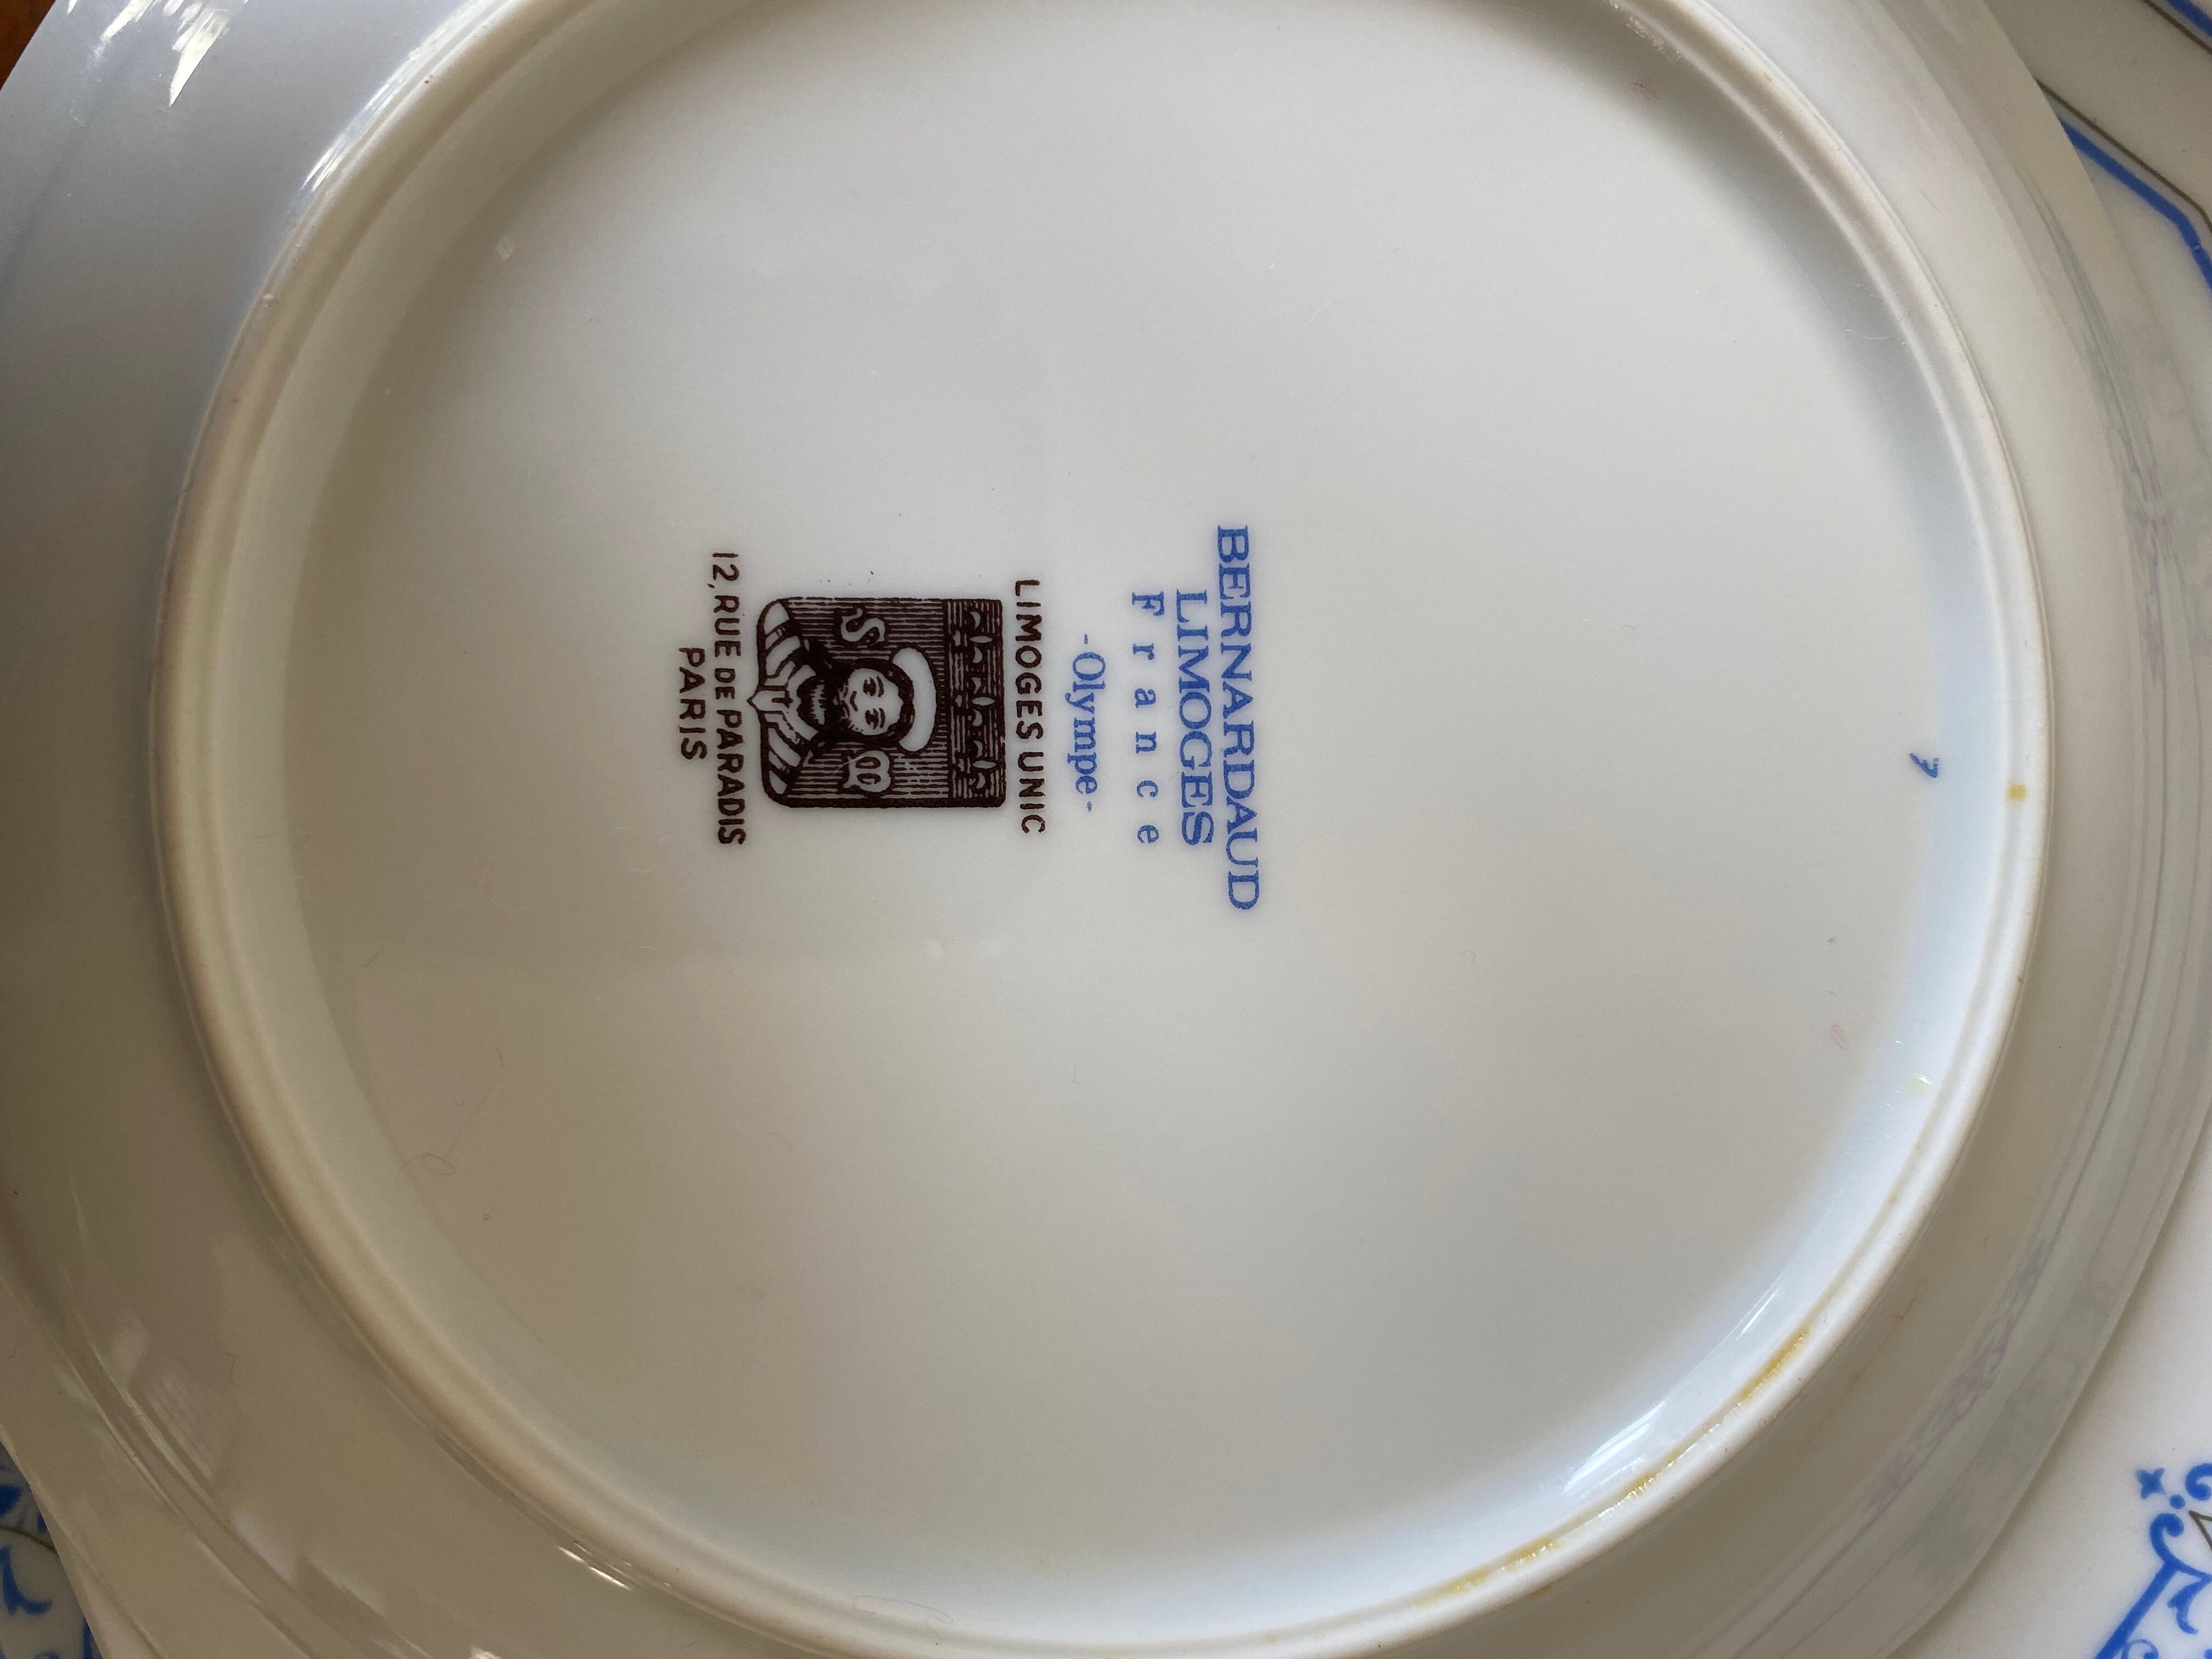 BERNARDAUD
LIMOGES
France
-Olympe-
LIMOGES UNIC
12, RUE DE PARADIS
PARIS